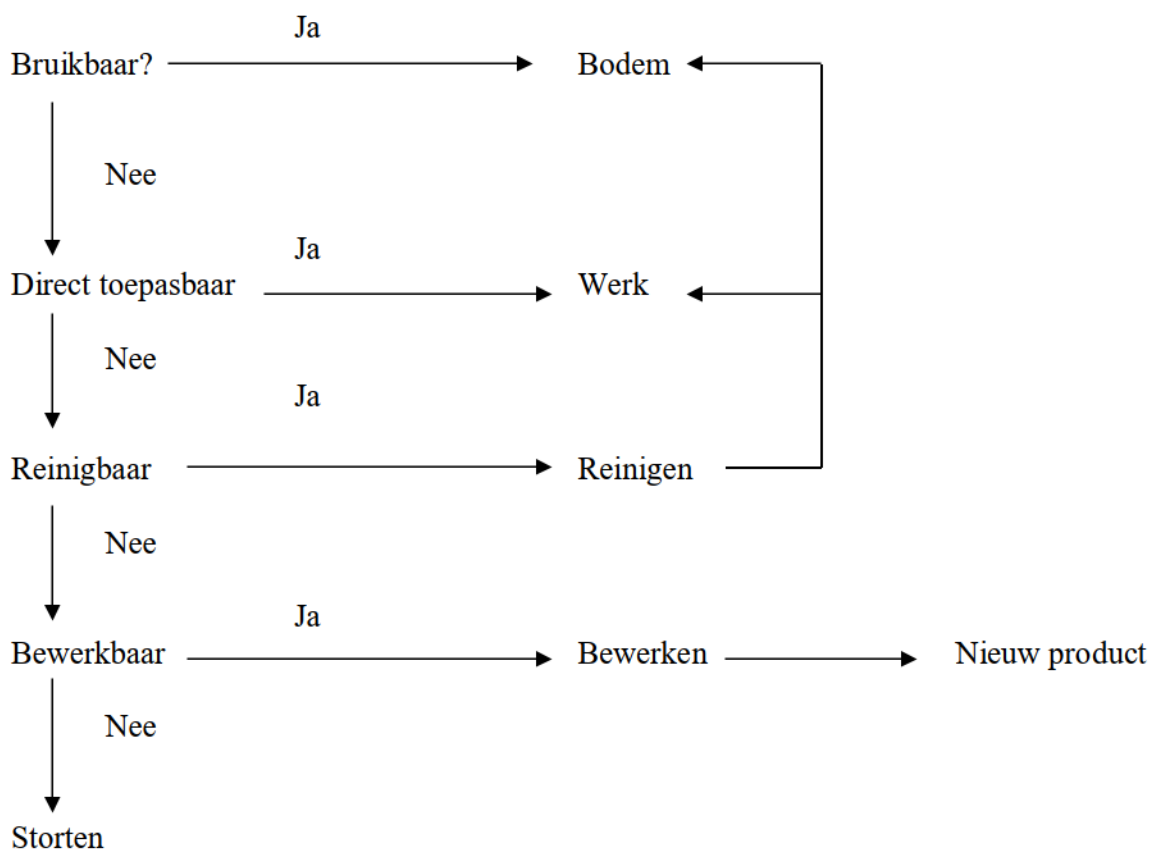 Ja
Bruikbaar?
Bodem
Nee
Ja
Direct toepasbaar
Werk
Nee
Ja
Reinigbaar
Reinigen
Nee
Ja
Bewerkbaar
Bewerken
Nieuw product
Nee
Storten